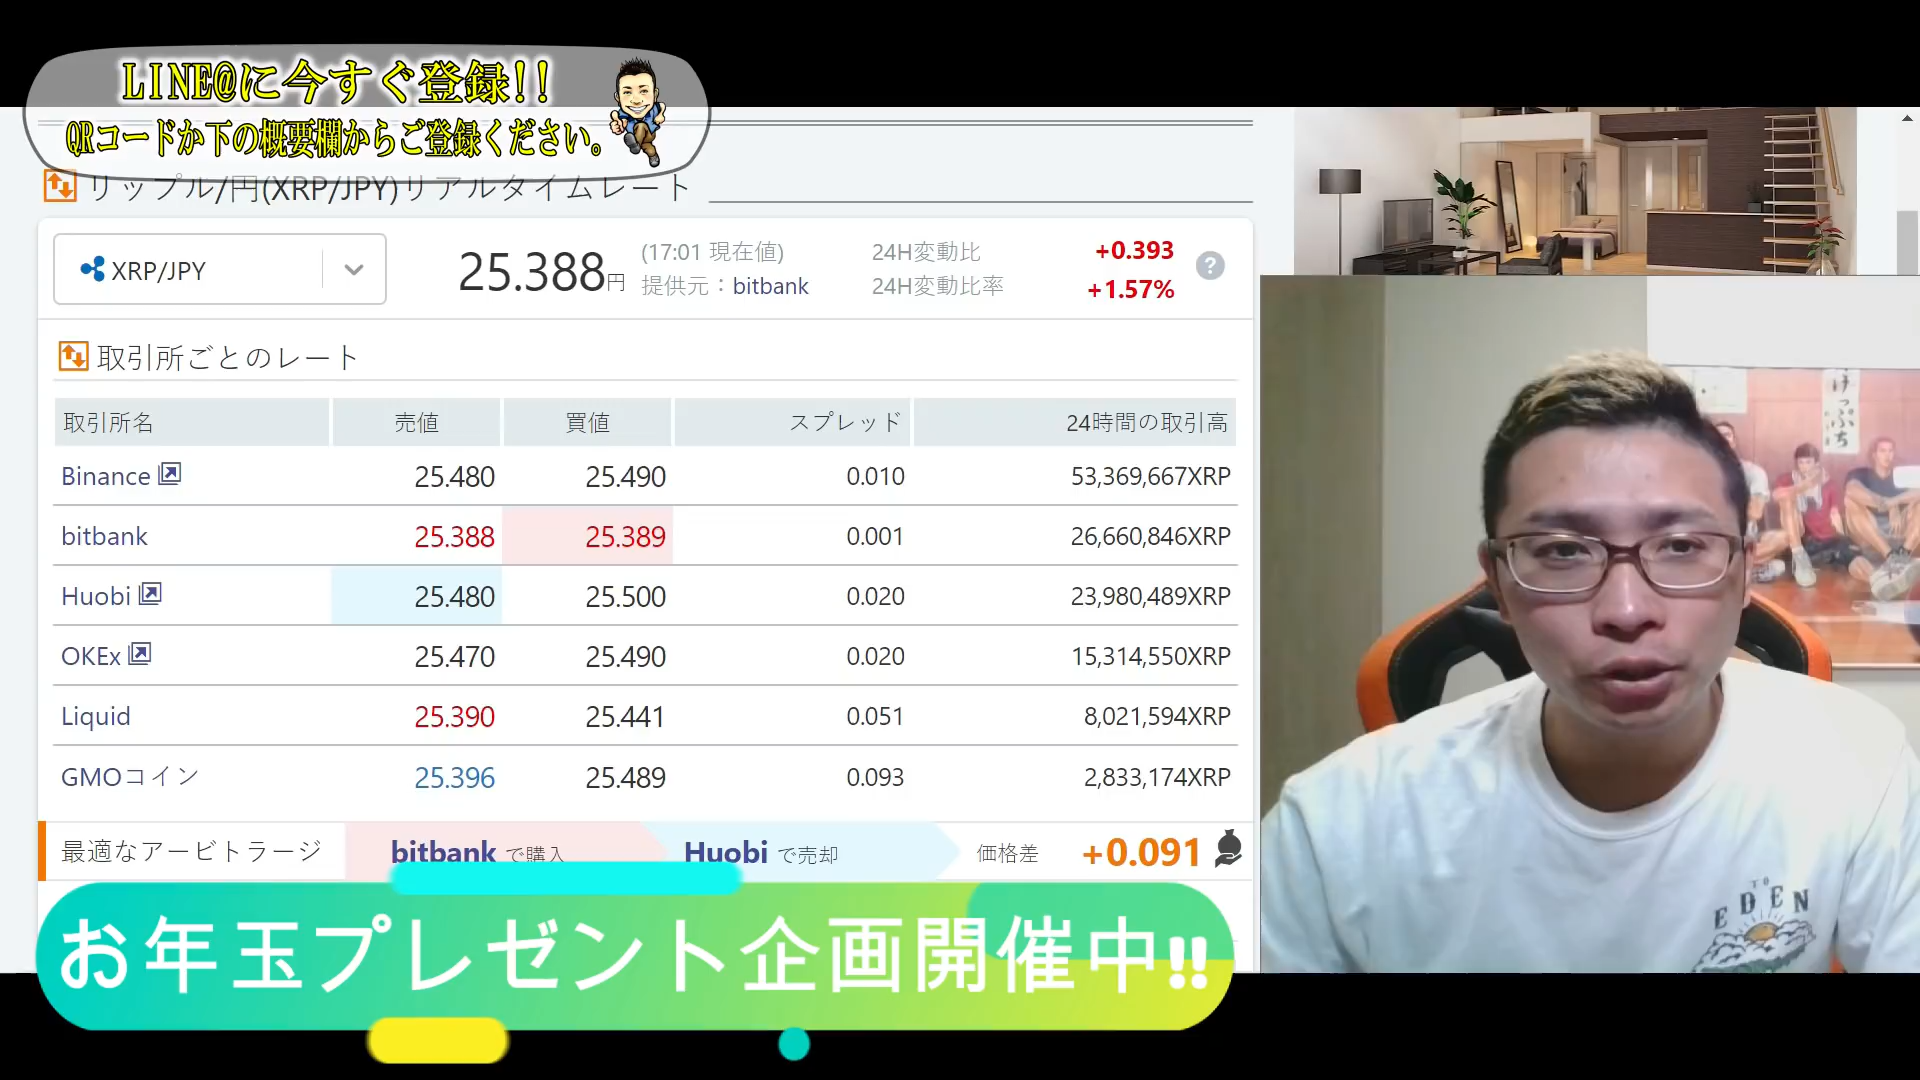 LINE@に今すぐ登録!!
QRコードか下の概要欄からご登録ください。
リップル/円(XRP/JPY)リアルタイムレート
XRP/JPY
25.388円
(17:01 現在値)
提供元：bitbank
24H変動比 +0.393
24H変動比率 +1.57%
?
取引所ごとのレート
取引所名 売値 買値 スプレッド 24時間の取引高
Binance 25.480 25.490 0.010 53,369,667XRP
bitbank 25.388 25.389 0.001 26,660,846XRP
Huobi 25.480 25.500 0.020 23,980,489XRP
OKEx 25.470 25.490 0.020 15,314,550XRP
Liquid 25.390 25.441 0.051 8,021,594XRP
GMOコイン 25.396 25.489 0.093 2,833,174XRP
最適なアービトラージ bitbank で購入 Huobi で売却 価格差 +0.091
お年玉プレゼント企画開催中!!
げっぷち
TO
EDEN